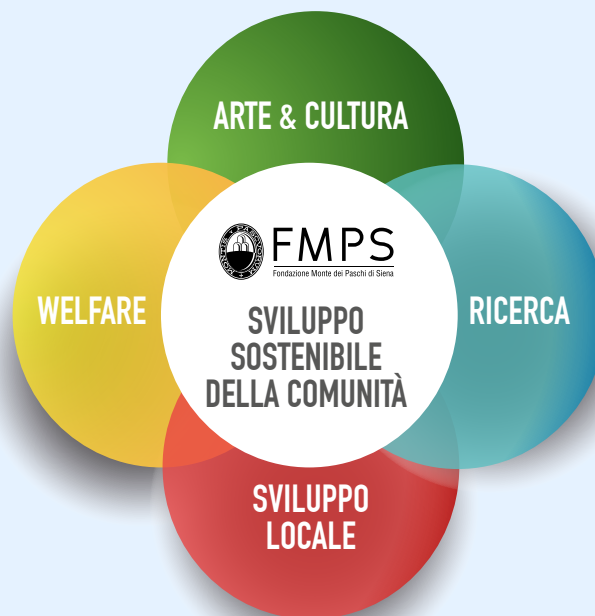 ARTE & CULTURA
FMPS
Fondazione Monte dei Paschi di Siena
WELFARE
SVILUPPO
SOSTENIBILE
DELLA COMUNITÀ
RICERCA
SVILUPPO
LOCALE